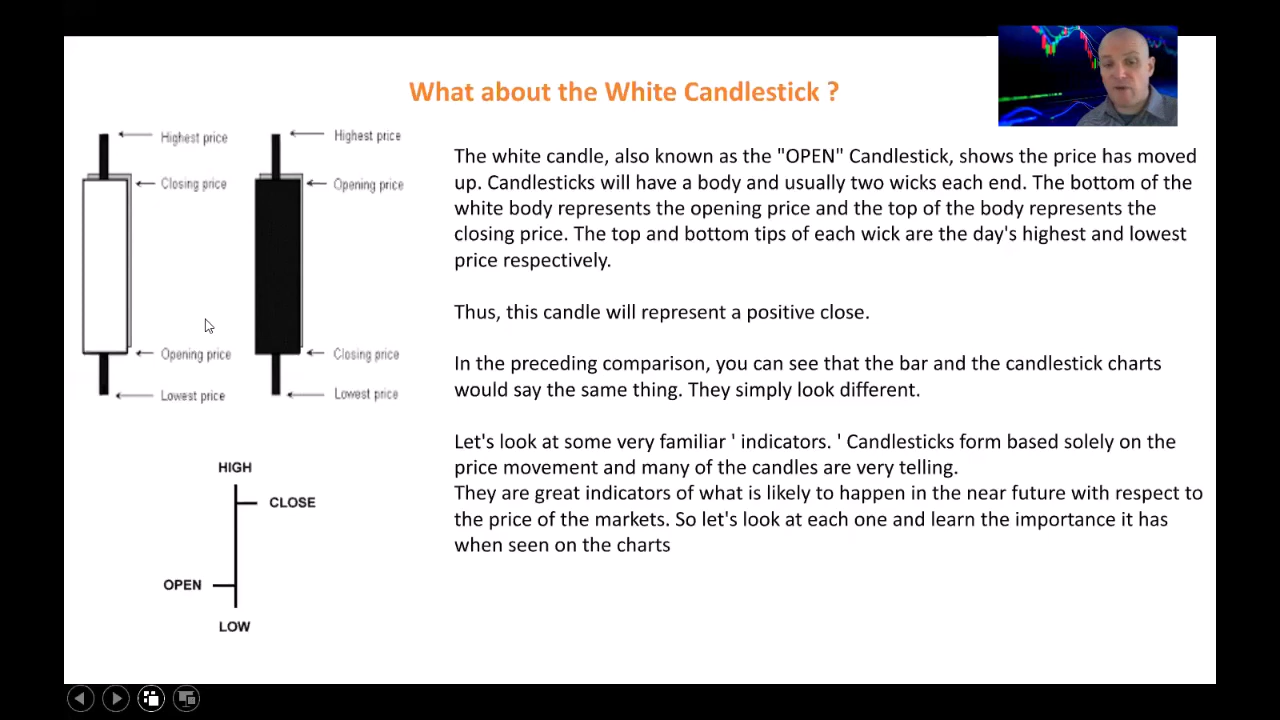 What about the White Candlestick ?
Highest price
Closing price
Opening price
Lowest price
Highest price
Opening price
Closing price
Lowest price
HIGH
CLOSE
OPEN
LOW
The white candle, also known as the "OPEN" Candlestick, shows the price has moved
up. Candlesticks will have a body and usually two wicks each end. The bottom of the
white body represents the opening price and the top of the body represents the
closing price. The top and bottom tips of each wick are the day's highest and lowest
price respectively.
Thus, this candle will represent a positive close.
In the preceding comparison, you can see that the bar and the candlestick charts
would say the same thing. They simply look different.
Let's look at some very familiar ' indicators. ' Candlesticks form based solely on the
price movement and many of the candles are very telling.
They are great indicators of what is likely to happen in the near future with respect to
the price of the markets. So let's look at each one and learn the importance it has
when seen on the charts